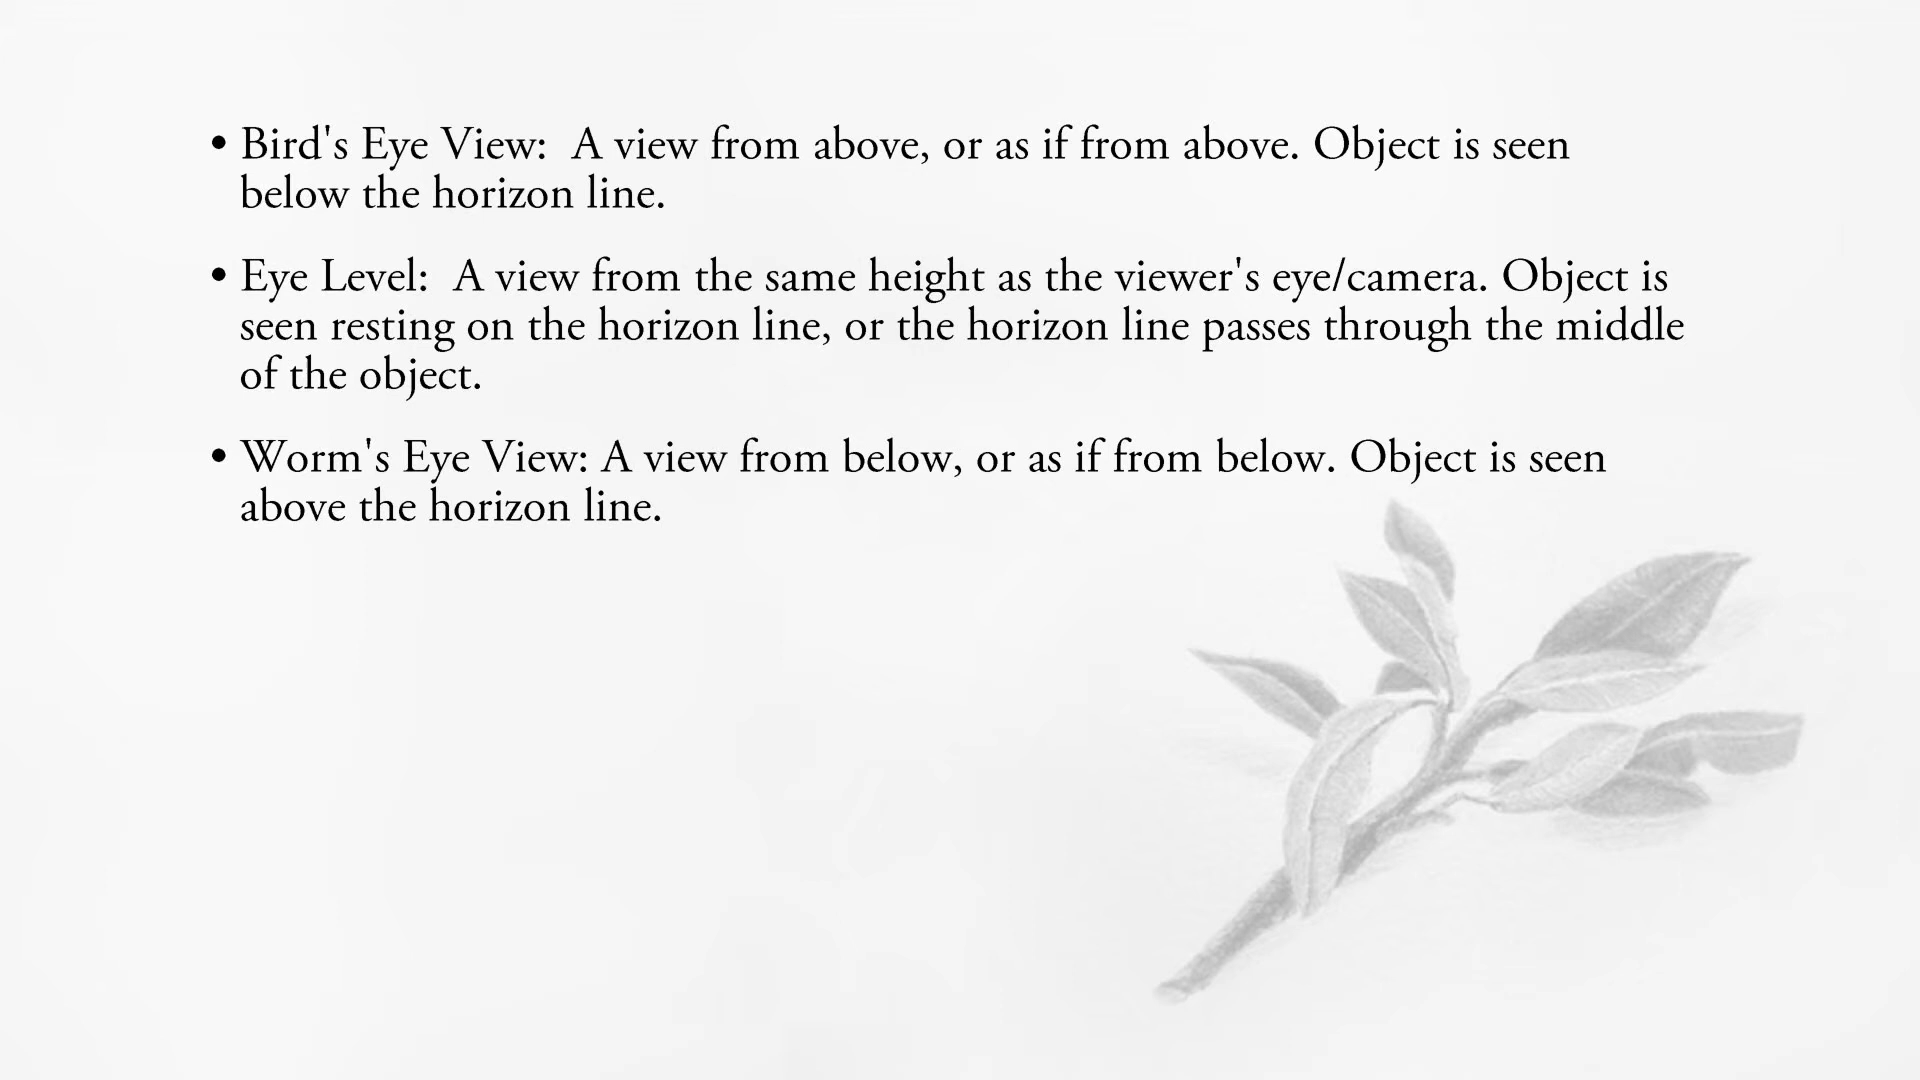 • Bird's Eye View:  A view from above, or as if from above. Object is seen
below the horizon line.
• Eye Level:  A view from the same height as the viewer's eye/camera. Object is
seen resting on the horizon line, or the horizon line passes through the middle
of the object.
• Worm's Eye View: A view from below, or as if from below. Object is seen
above the horizon line.